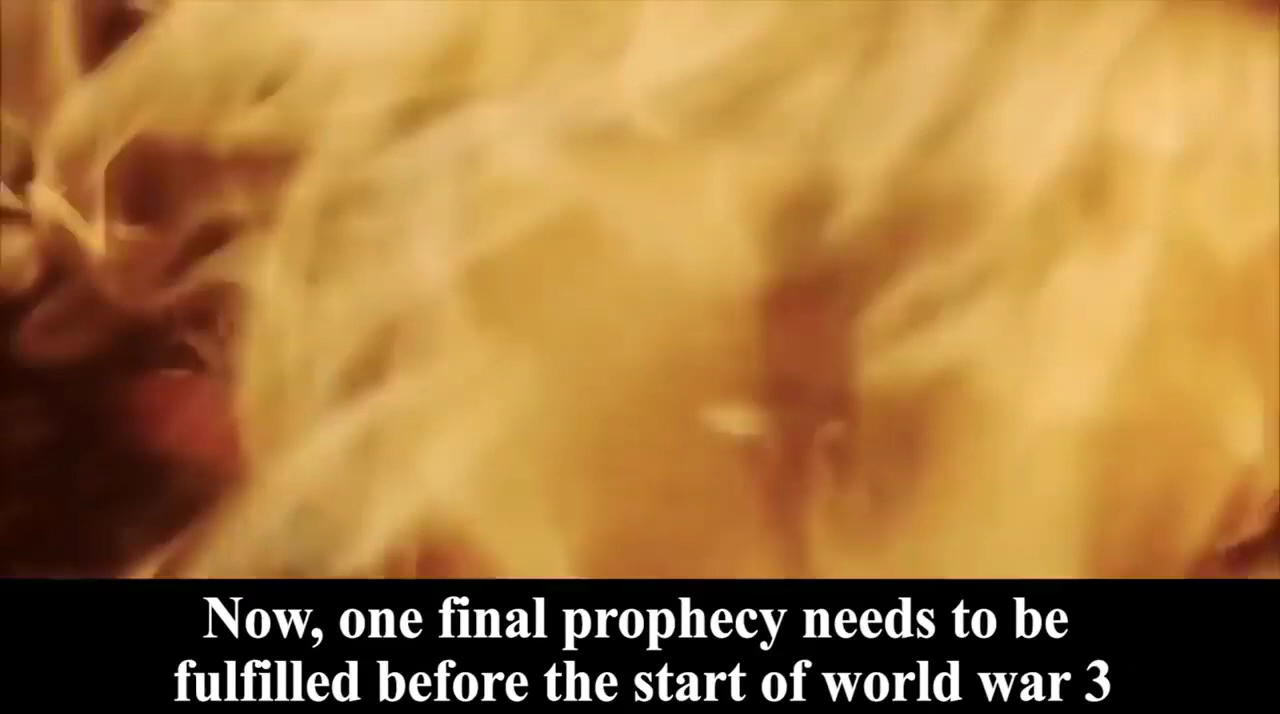 Now, one final prophecy needs to be
fulfilled before the start of world war 3